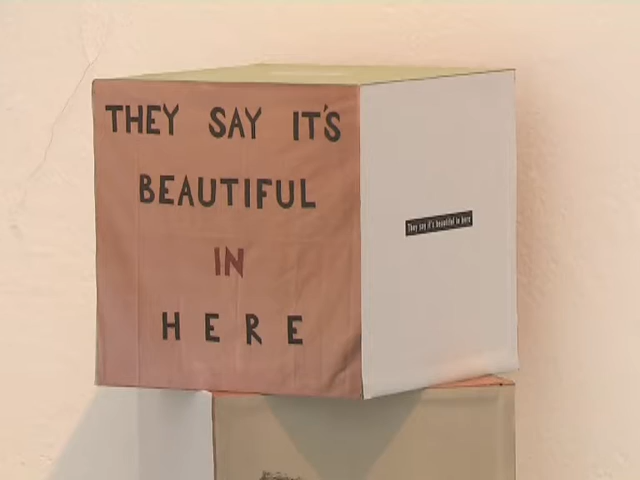 THEY SAY IT'S
BEAUTIFUL
IN
HERE
They say it's beautiful in here